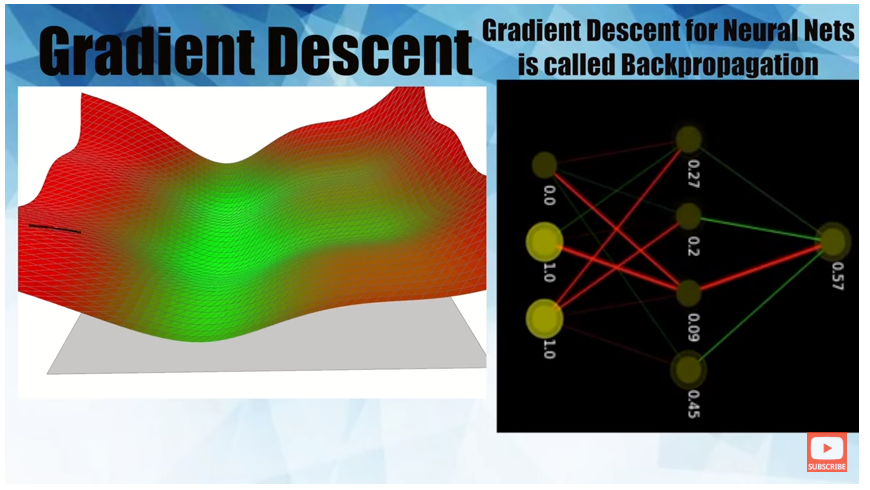 Gradient Descent
Gradient Descent for Neural Nets
is called Backpropagation
0.0
1.0
1.0
0.27
0.2
0.09
0.45
0.57
SUBSCRIBE